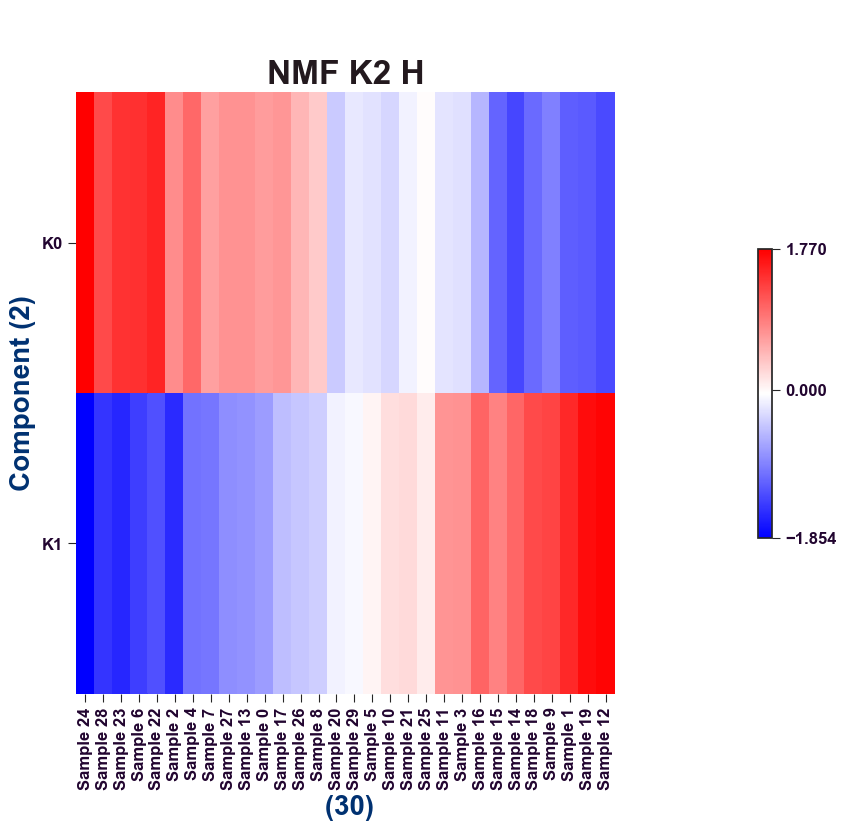 NMF K2 H
K0
K1
Component (2)
1.770
0.000
−1.854
Sample 24
Sample 28
Sample 23
Sample 6
Sample 22
Sample 2
Sample 4
Sample 7
Sample 27
Sample 13
Sample 0
Sample 17
Sample 26
Sample 8
Sample 20
Sample 29
Sample 5
Sample 10
Sample 21
Sample 25
Sample 11
Sample 3
Sample 16
Sample 15
Sample 14
Sample 18
Sample 9
Sample 1
Sample 19
Sample 12
(30)